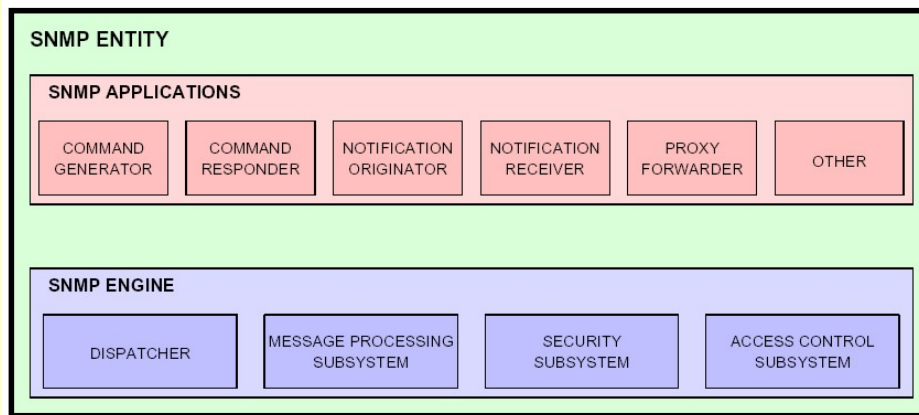 SNMP ENTITY
SNMP APPLICATIONS
COMMAND
GENERATOR
COMMAND
RESPONDER
NOTIFICATION
ORIGINATOR
NOTIFICATION
RECEIVER
PROXY
FORWARDER
OTHER
SNMP ENGINE
DISPATCHER
MESSAGE PROCESSING
SUBSYSTEM
SECURITY
SUBSYSTEM
ACCESS CONTROL
SUBSYSTEM